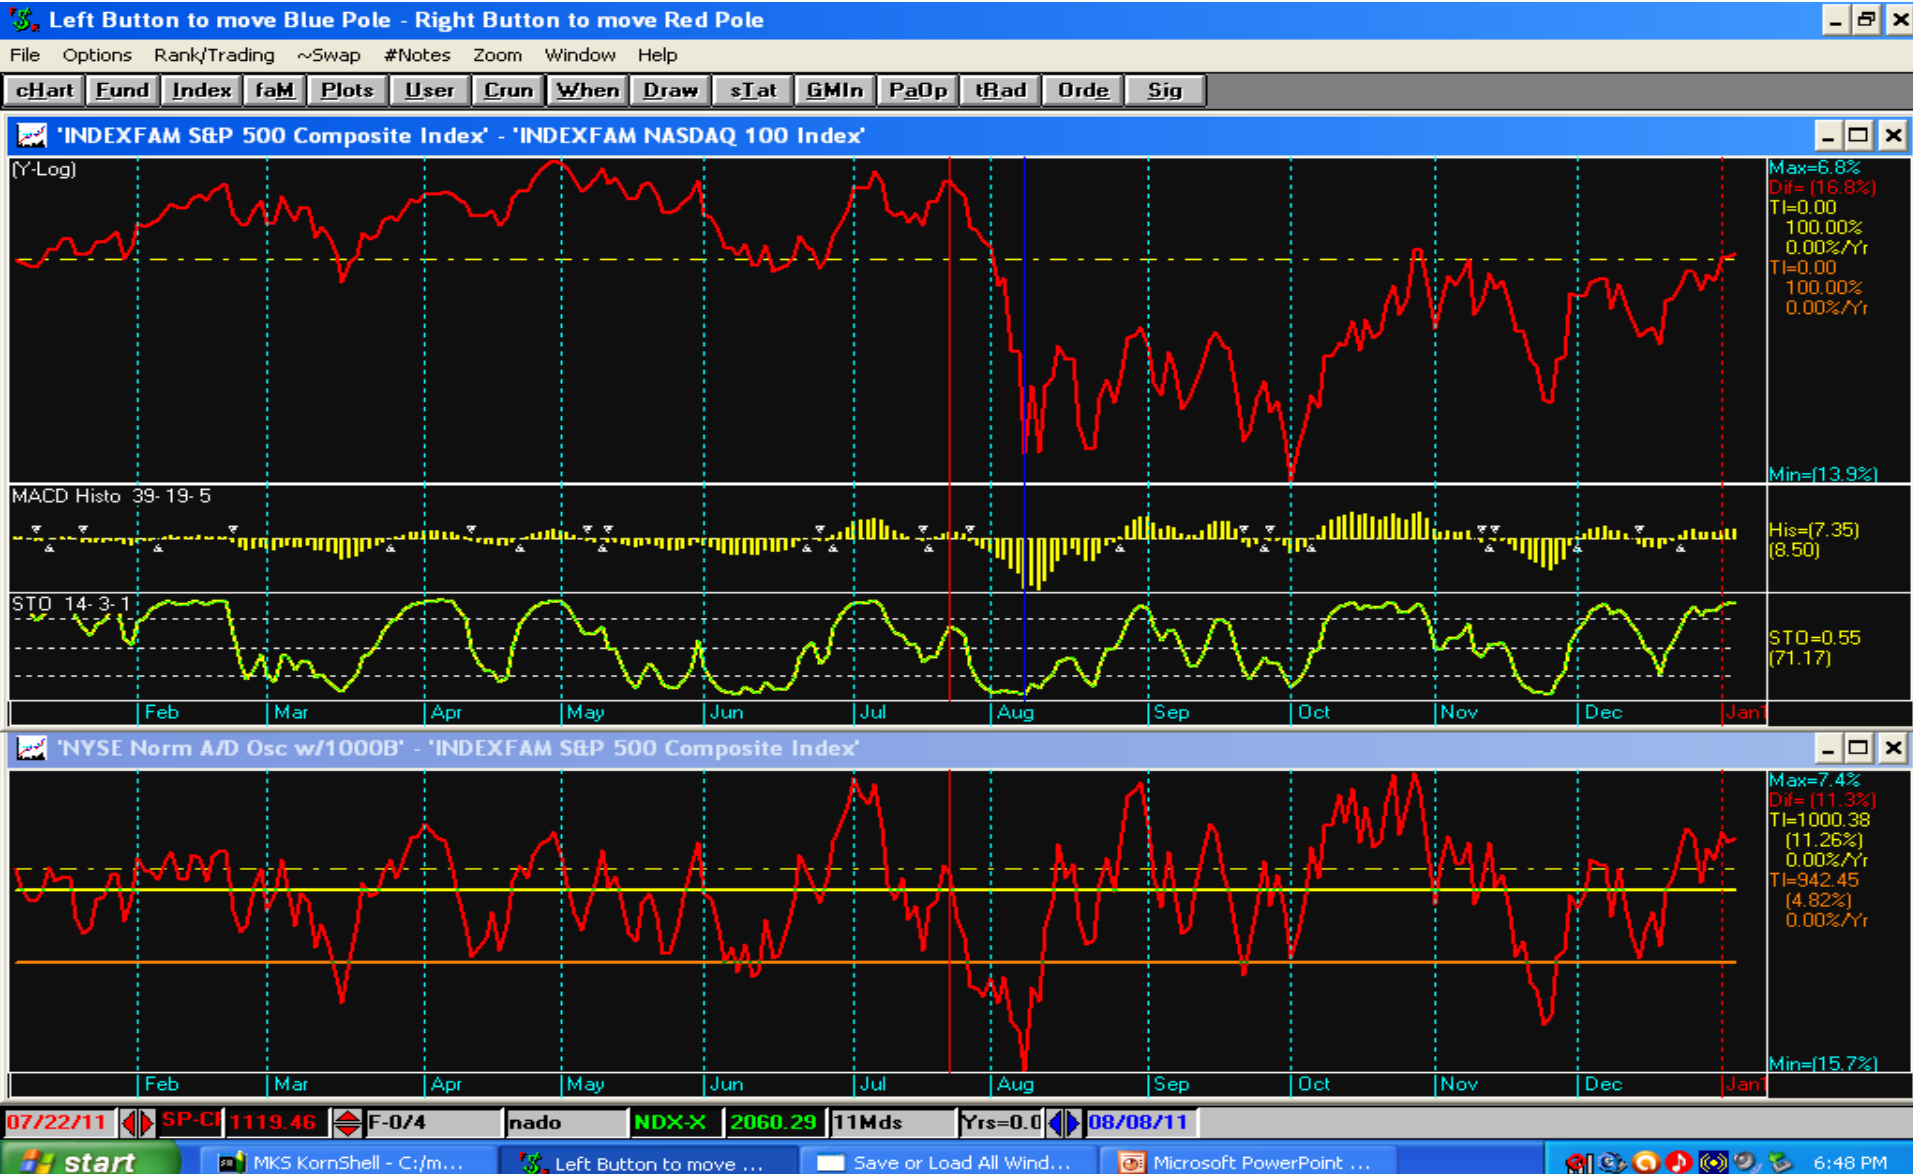 Left Button to move Blue Pole - Right Button to move Red Pole
File Options Rank/Trading ~Swap #Notes Zoom Window Help
cHart Fund Index faM Plots User Crun When Draw sTat GMIn PaOp tRad Orde Sig
'INDEXFAM S&P 500 Composite Index' - 'INDEXFAM NASDAQ 100 Index'
(Y-Log)
Max=6.8%
Dif= (16.8%)
TI=0.00
100.00%
0.00%/Yr
TI=0.00
100.00%
0.00%/Yr
Min=(13.9%)
MACD Histo 39-19-5
His=(7.35)
(8.50)
STO 14-3-1
STO=0.55
(71.17)
Feb Mar Apr May Jun Jul Aug Sep Oct Nov Dec Jan1
'NYSE Norm A/D Osc w/1000B' - 'INDEXFAM S&P 500 Composite Index'
Max=7.4%
Dif= (11.3%)
TI=1000.38
(11.26%)
0.00%/Yr
TI=942.45
(4.82%)
0.00%/Yr
Min=(15.7%)
Feb Mar Apr May Jun Jul Aug Sep Oct Nov Dec Jan1
07/22/11 1119.46 F-0/4 nado NDX-X 2060.29 11Mds Yrs=0.0 08/08/11
start MKS KornShell - C:/m... Left Button to move ... Save or Load All Wind... Microsoft PowerPoint ... 6:48 PM